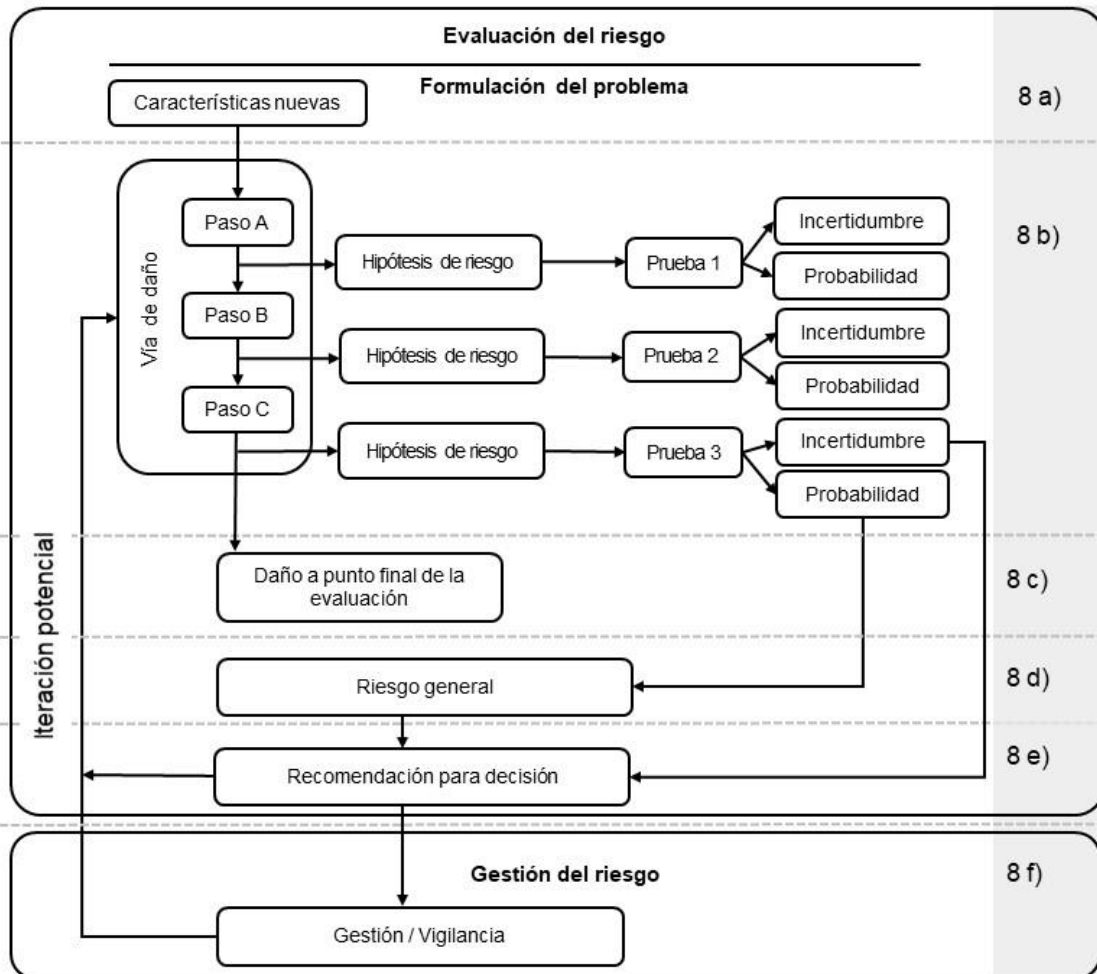 Evaluación del riesgo
Formulación del problema
Características nuevas
8 a)
Vía de daño
Paso A
Paso B
Paso C
Hipótesis de riesgo
Prueba 1
Incertidumbre
Probabilidad
Hipótesis de riesgo
Prueba 2
Incertidumbre
Probabilidad
Hipótesis de riesgo
Prueba 3
Incertidumbre
Probabilidad
8 b)
Iteración potencial
Daño a punto final de la
evaluación
8 c)
Riesgo general
8 d)
Recomendación para decisión
8 e)
Gestión del riesgo
8 f)
Gestión / Vigilancia